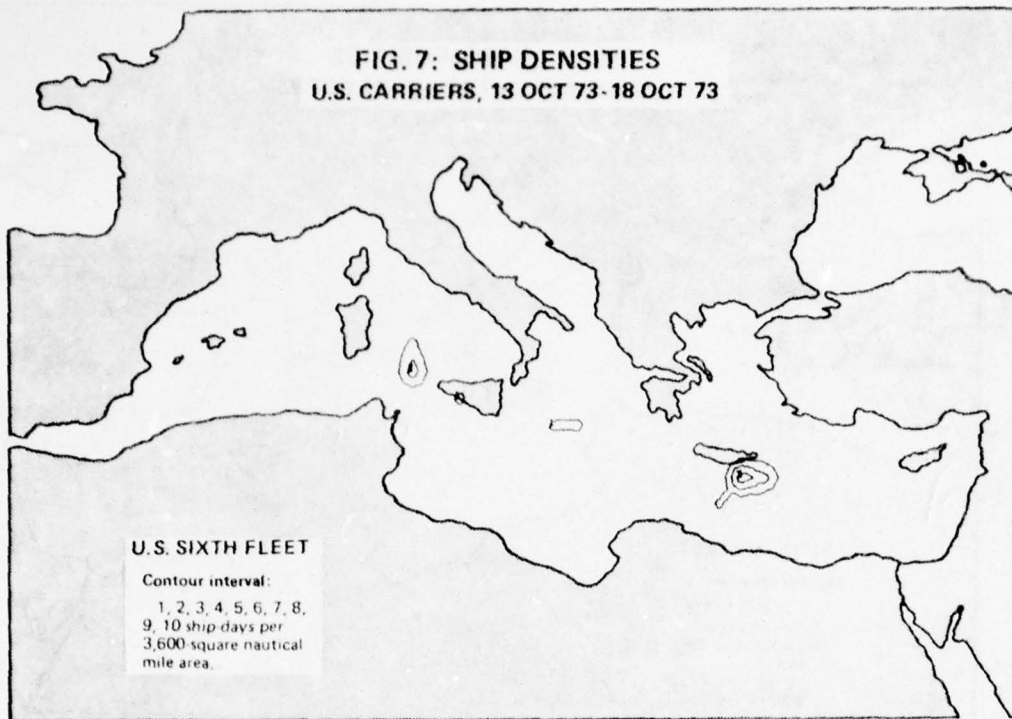 FIG. 7: SHIP DENSITIES
U.S. CARRIERS, 13 OCT 73-18 OCT 73
U.S. SIXTH FLEET
Contour interval:
1, 2, 3, 4, 5, 6, 7, 8,
9, 10 ship-days per
3,600-square nautical
mile area.